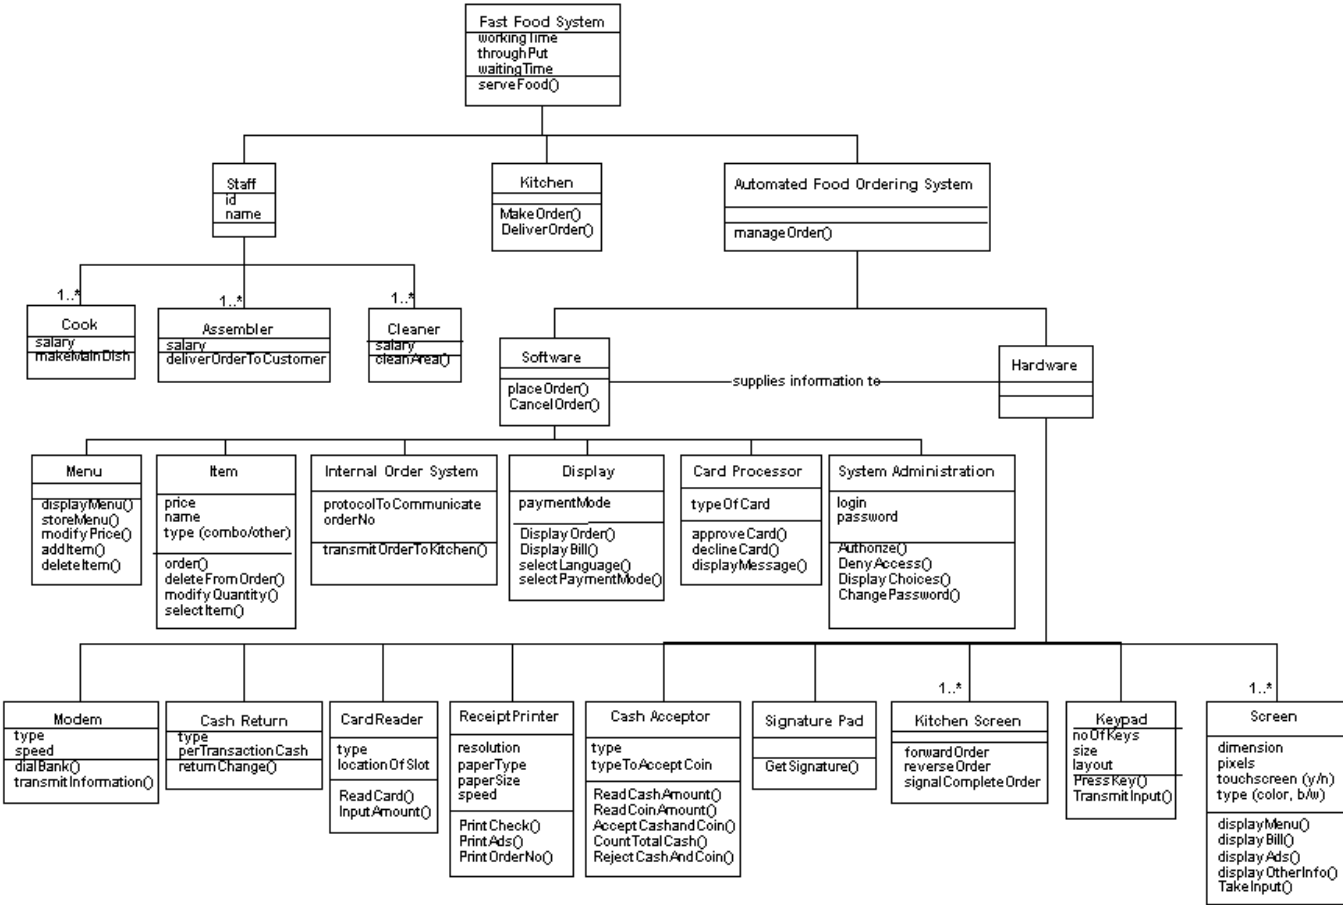 Fast Food System
workingTime
throughPut
waitingTime
serveFood()
Staff
id
name
Kitchen
MakeOrder()
DeliverOrder()
Automated Food Ordering System
manageOrder()
1..*
Cook
salary
makeMainDish
1..*
Assembler
salary
deliverOrderToCustomer
1..*
Cleaner
salary
cleanArea()
Software
placeOrder()
CancelOrder()
supplies information to
Hardware
Menu
displayMenu()
storeMenu()
modifyPrice()
addItem()
deleteItem()
Item
price
name
type (combo/other)
order()
deleteFromOrder()
modifyQuantity()
selectItem()
Internal Order System
protocolToCommunicate
orderNo
transmitOrderToKitchen()
Display
paymentMode
DisplayOrder()
DisplayBill()
selectLanguage()
selectPaymentMode()
Card Processor
typeOfCard
approveCard()
declineCard()
displayMessage()
System Administration
login
password
Authorize()
DenyAccess()
DisplayChoices()
ChangePassword()
Modem
type
speed
dialBank()
transmitInformation()
Cash Return
type
perTransactionCash
returnChange()
CardReader
type
locationOfSlot
ReadCard()
InputAmount()
ReceiptPrinter
resolution
paperType
paperSize
speed
PrintCheck()
PrintAds()
PrintOrderNo()
Cash Acceptor
type
typeToAcceptCoin
ReadCashAmount()
ReadCoinAmount()
AcceptCashandCoin()
CountTotalCash()
RejectCashAndCoin()
Signature Pad
GetSignature()
1..*
Kitchen Screen
forwardOrder
reverseOrder
signalCompleteOrder
Keypad
noOfKeys
size
layout
PressKey()
TransmitInput()
1..*
Screen
dimension
pixels
touchscreen (y/n)
type (color, b/w)
displayMenu()
displayBill()
displayAds()
displayOtherInfo()
TakeInput()